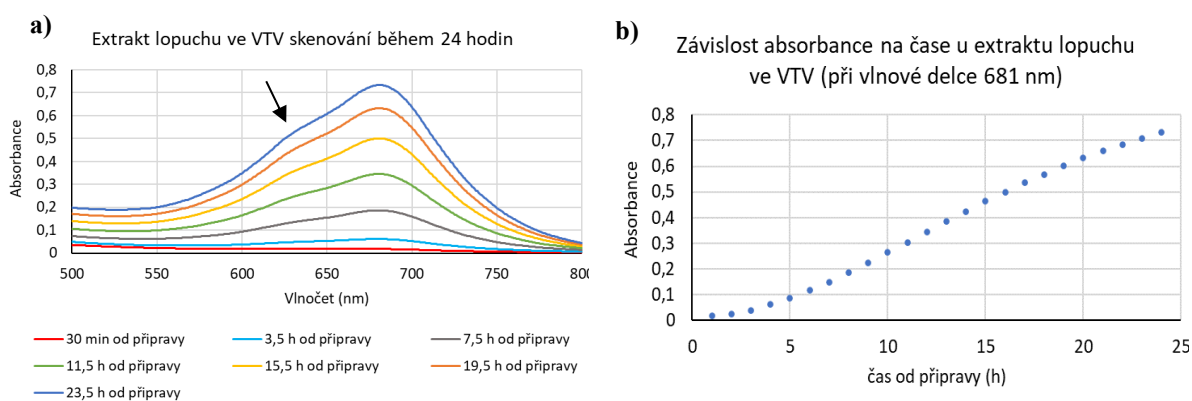 a)
Extrakt lopuchu ve VTV skenování během 24 hodin
0,8
0,7
0,6
0,5
0,4
0,3
0,2
0,1
0
Absorbance
500 550 600 650 700 750 800
Vlnočet (nm)
30 min od přípravy 3,5 h od přípravy 7,5 h od přípravy
11,5 h od přípravy 15,5 h od přípravy 19,5 h od přípravy
23,5 h od přípravy
b)
Závislost absorbance na čase u extraktu lopuchu
ve VTV (při vlnové delce 681 nm)
0,8
0,7
0,6
0,5
0,4
0,3
0,2
0,1
0
Absorbance
0 5 10 15 20 25
čas od přípravy (h)